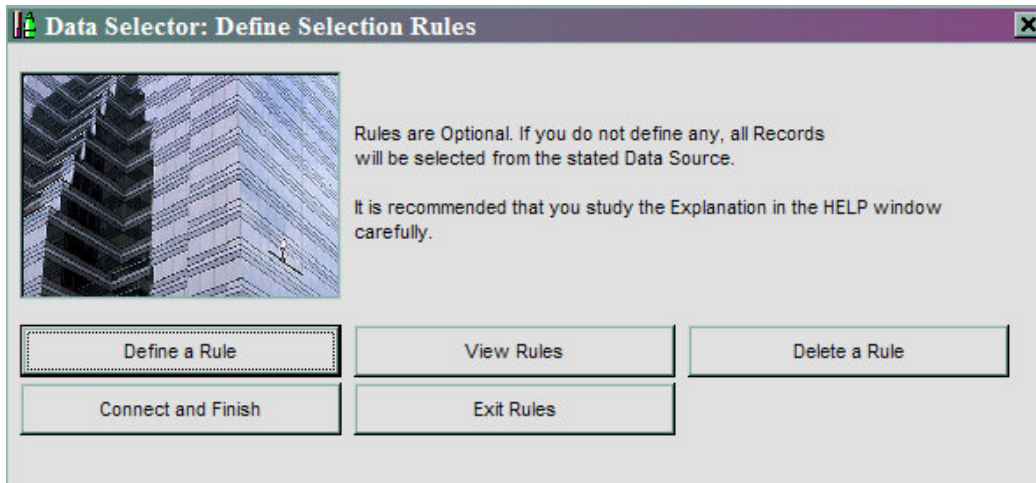 Data Selector: Define Selection Rules
Rules are Optional. If you do not define any, all Records
will be selected from the stated Data Source.
It is recommended that you study the Explanation in the HELP window
carefully.
Define a Rule
View Rules
Delete a Rule
Connect and Finish
Exit Rules